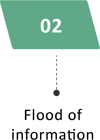 02
Flood of
information